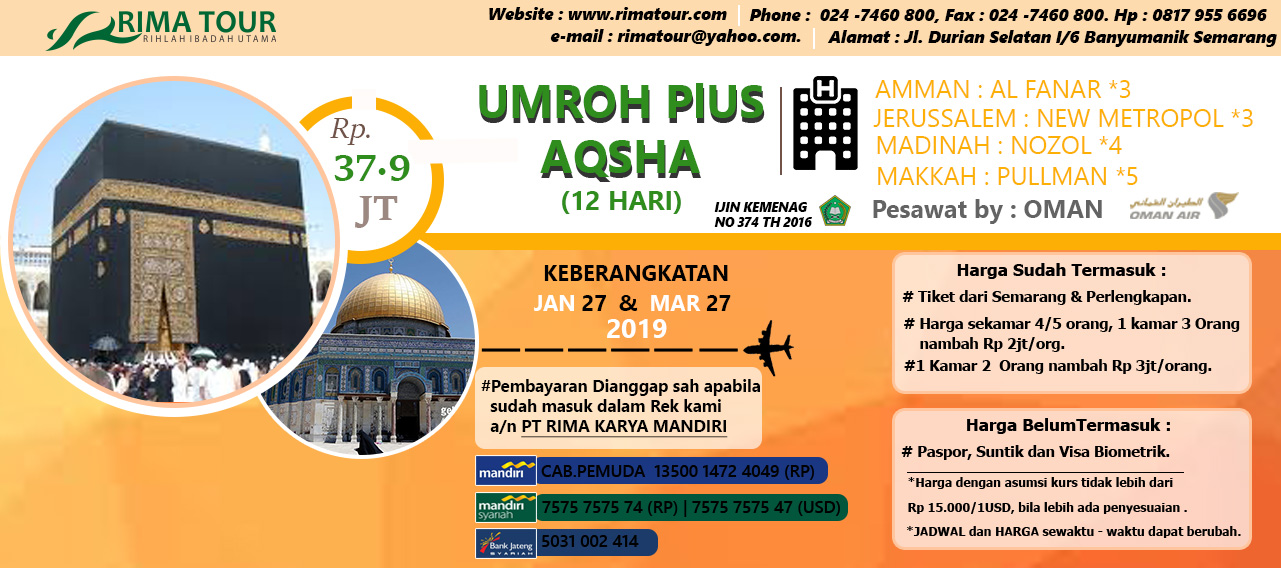 RIMA TOUR
RIHLAH IBADAH UTAMA
Website : www.rimatour.com
Phone : 024 -7460 800, Fax : 024 -7460 800. Hp : 0817 955 6696
e-mail : rimatour@yahoo.com.
Alamat : Jl. Durian Selatan I/6 Banyumanik Semarang
Rp.
37.9
JT
UMROH PlUS
AQSHA
(12 HARI)
H
AMMAN : AL FANAR *3
JERUSSALEM : NEW METROPOL *3
MADINAH : NOZOL *4
MAKKAH : PULLMAN *5
IJIN KEMENAG
NO 374 TH 2016
Pesawat by : OMAN
الطيران العماني
OMAN AIR
KEBERANGKATAN
JAN 27 & MAR 27
2019
#Pembayaran Dianggap sah apabila
sudah masuk dalam Rek kami
a/n PT RIMA KARYA MANDIRI
mandiri CAB.PEMUDA 13500 1472 4049 (RP)
mandiri
syariah
7575 7575 74 (RP) | 7575 7575 47 (USD)
Bank Jateng
SYARIAH
5031 002 414
Harga Sudah Termasuk :
# Tiket dari Semarang & Perlengkapan.
# Harga sekamar 4/5 orang, 1 kamar 3 Orang
nambah Rp 2jt/org.
#1 Kamar 2 Orang nambah Rp 3jt/orang.
Harga BelumTermasuk :
# Paspor, Suntik dan Visa Biometrik.
*Harga dengan asumsi kurs tidak lebih dari
Rp 15.000/1USD, bila lebih ada penyesuaian .
*JADWAL dan HARGA sewaktu - waktu dapat berubah.